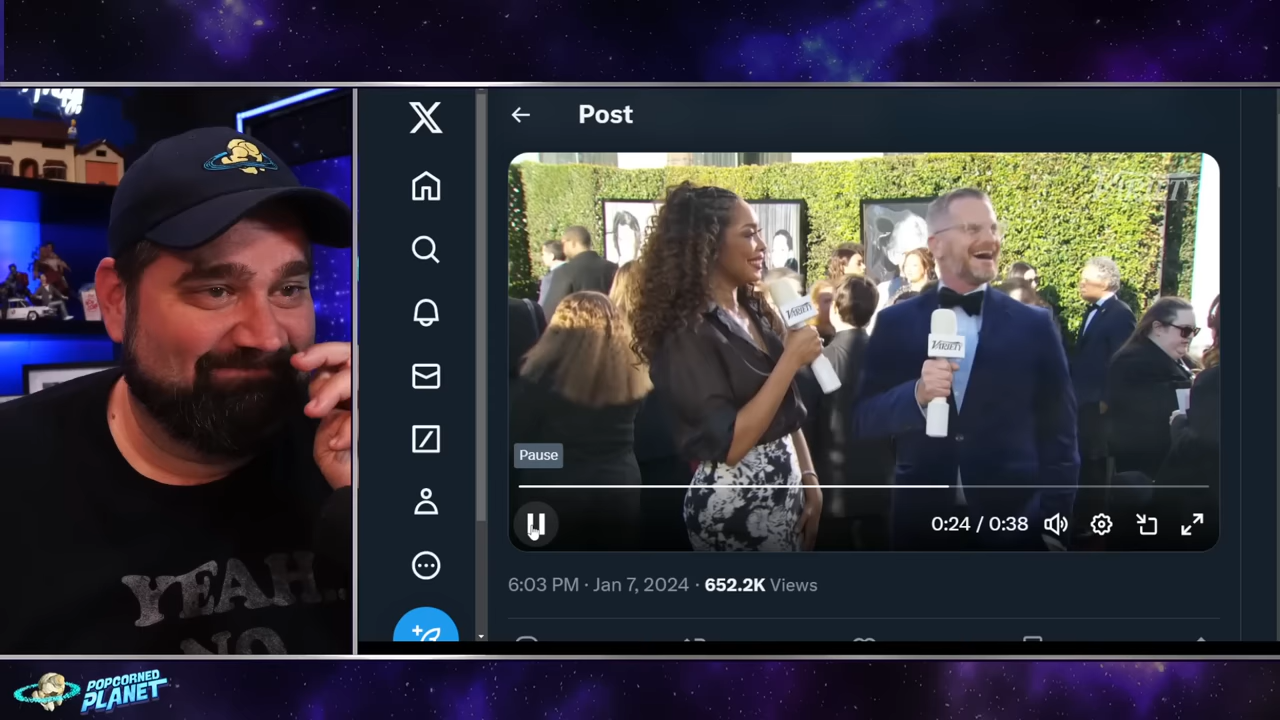 Post
VARIETY
VARIETY
VARIETY
Pause
0:24 / 0:38
6:03 PM · Jan 7, 2024 · 652.2K Views
YEAH...
NO
POPCORNED
PLANET